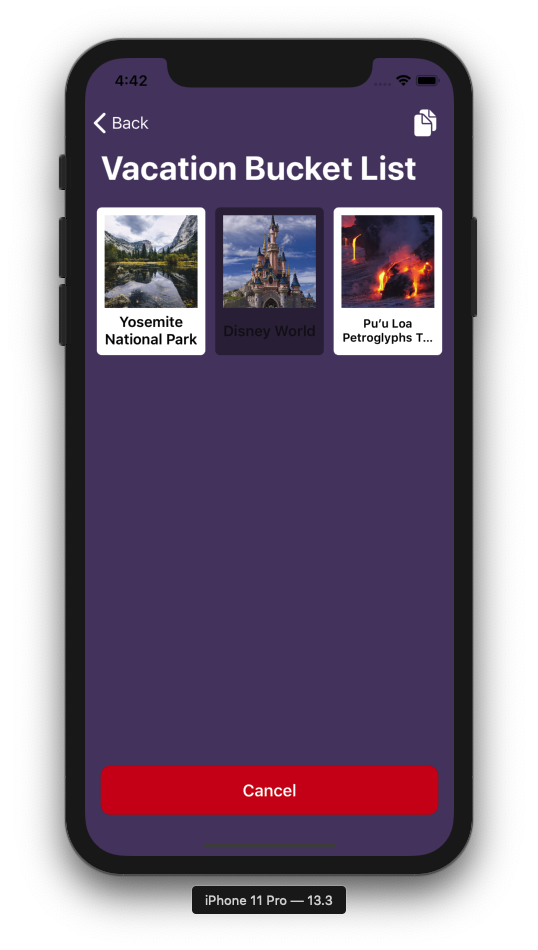 4:42
Back
Vacation Bucket List
Yosemite
National Park
Disney World
Pu‘u Loa
Petroglyphs T...
Cancel
iPhone 11 Pro — 13.3